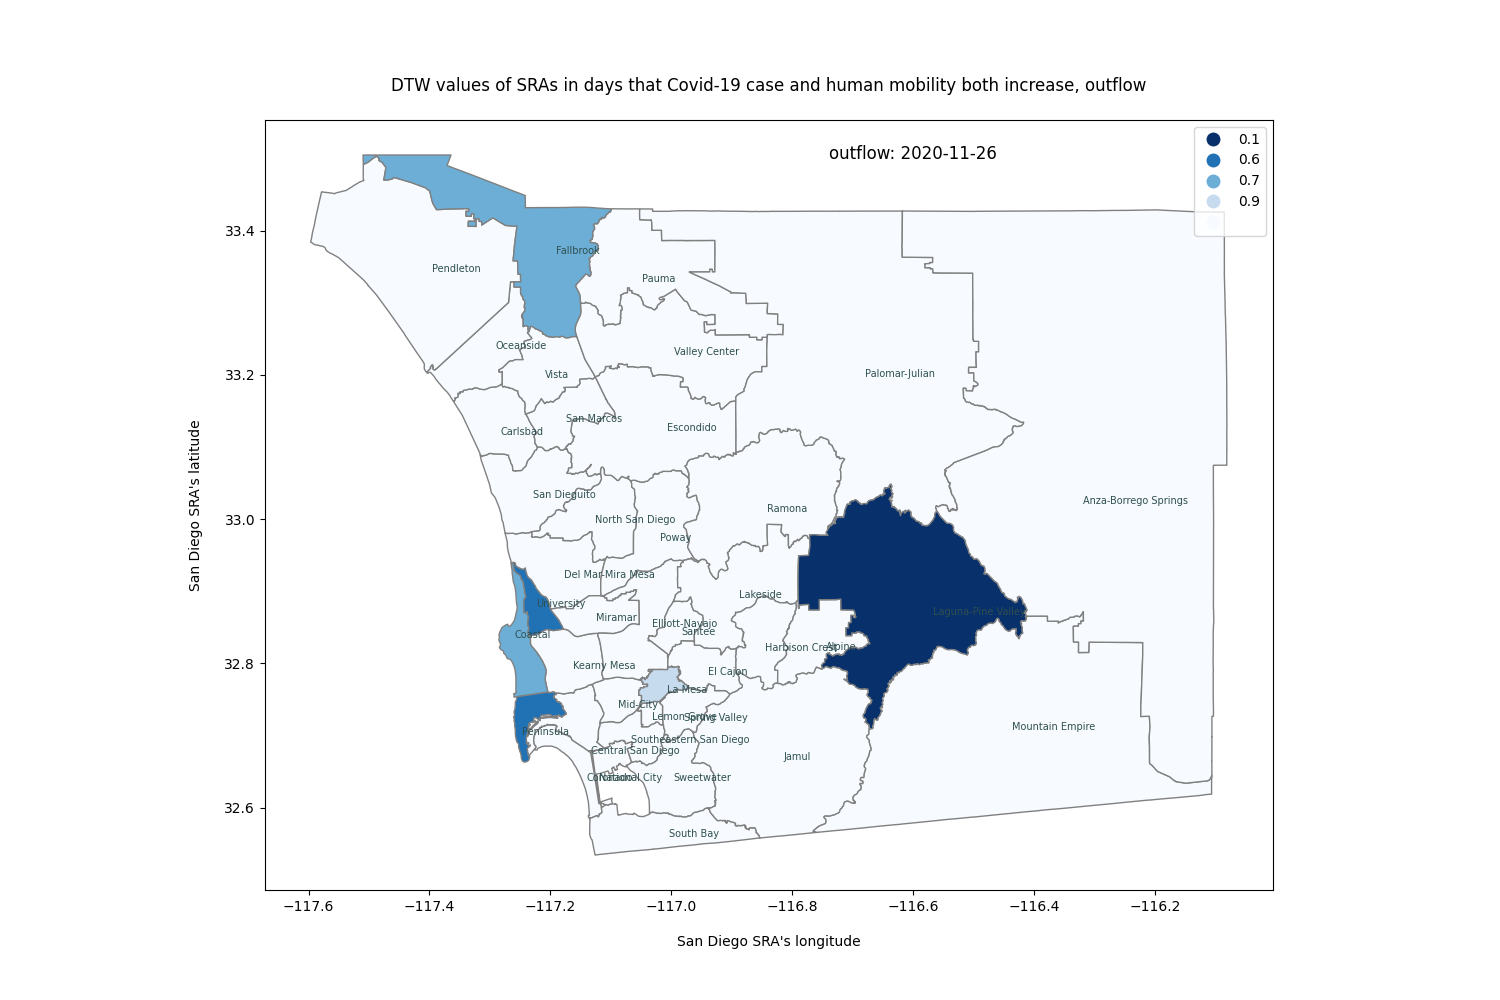 DTW values of SRAs in days that Covid-19 case and human mobility both increase, outflow
outflow: 2020-11-26
0.1
0.6
0.7
0.9
33.4
33.2
33.0
32.8
32.6
San Diego SRA's latitude
Fallbrook
Pendleton
Pauma
Oceanside
Valley Center
Vista
Palomar-Julian
San Marcos
Carlsbad
Escondido
San Dieguito
Anza-Borrego Springs
Ramona
North San Diego
Poway
Del Mar-Mira Mesa
Lakeside
University
Laguna-Pine Valley
Miramar
Elliott-Navajo
Santee
Coastal
Harbison Crest
Alpine
Kearny Mesa
El Cajon
La Mesa
Mid-City
Lemon Grove
Spring Valley
Mountain Empire
Peninsula
Southeastern San Diego
Central San Diego
Jamul
Coronado
National City
Sweetwater
South Bay
−117.6 −117.4 −117.2 −117.0 −116.8 −116.6 −116.4 −116.2
San Diego SRA's longitude